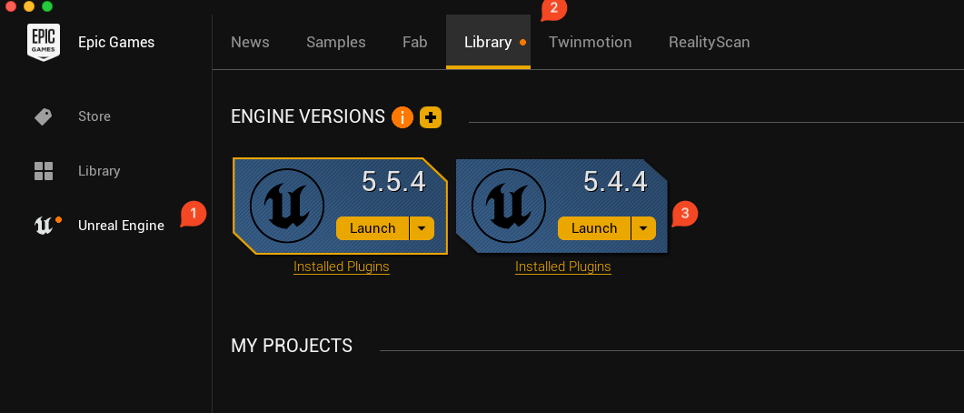 EPIC
GAMES
Epic Games
Store
Library
Unreal Engine
1
2
News Samples Fab Library Twinmotion RealityScan
ENGINE VERSIONS i +
5.5.4
Launch
Installed Plugins
5.4.4
Launch
Installed Plugins
3
MY PROJECTS